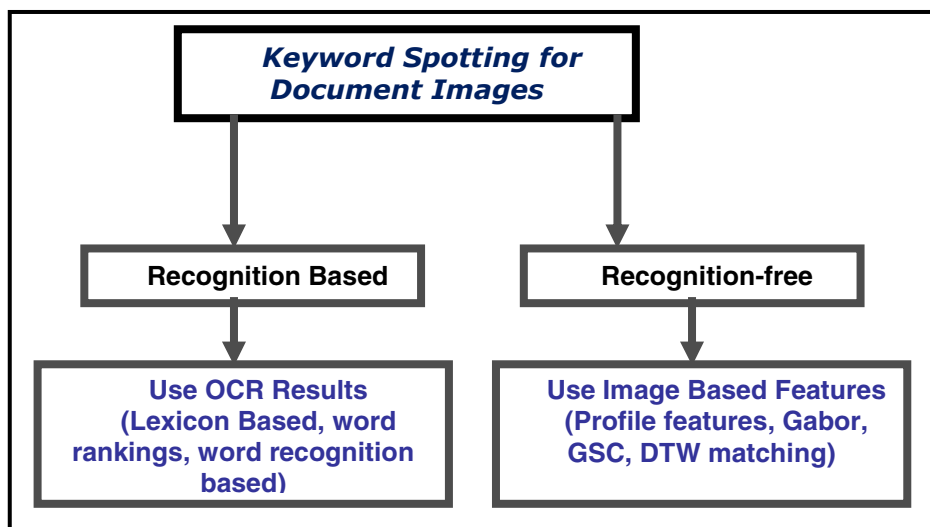 Keyword Spotting for
Document Images
Recognition Based
Recognition-free
Use OCR Results
(Lexicon Based, word
rankings, word recognition
based)
Use Image Based Features
(Profile features, Gabor,
GSC, DTW matching)